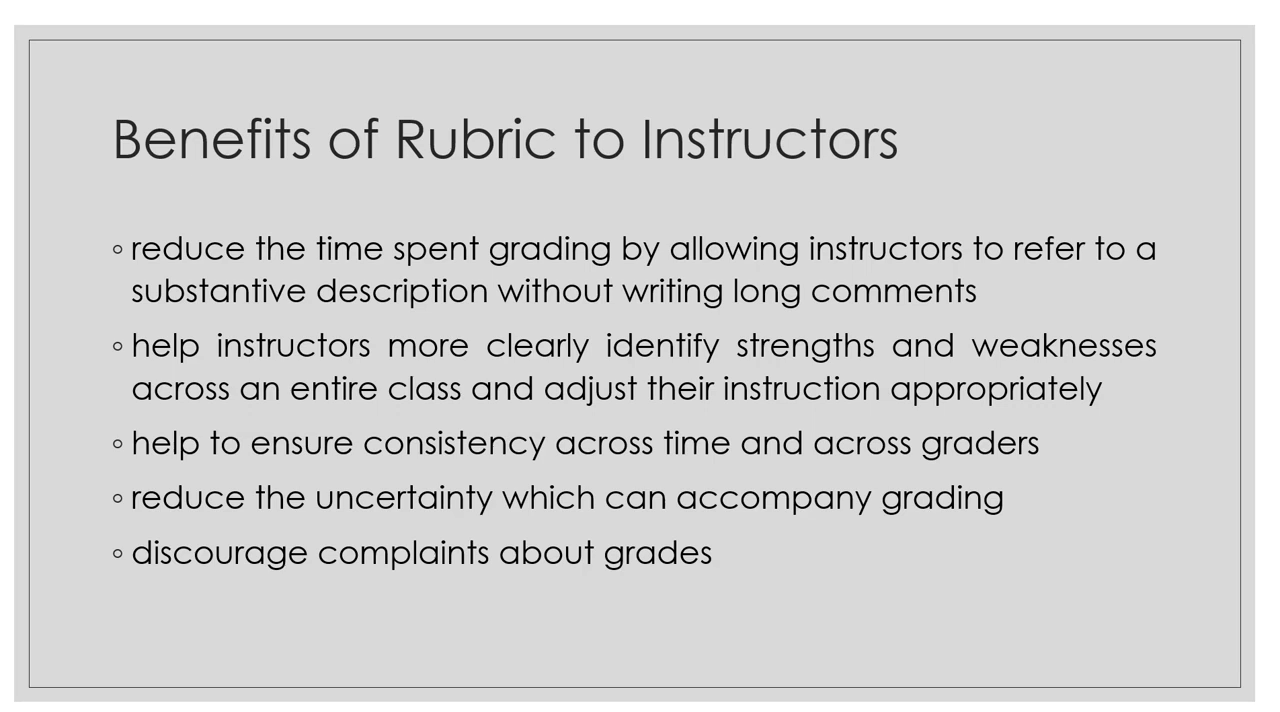 Benefits of Rubric to Instructors
◦ reduce the time spent grading by allowing instructors to refer to a
substantive description without writing long comments
◦ help instructors more clearly identify strengths and weaknesses
across an entire class and adjust their instruction appropriately
◦ help to ensure consistency across time and across graders
◦ reduce the uncertainty which can accompany grading
◦ discourage complaints about grades